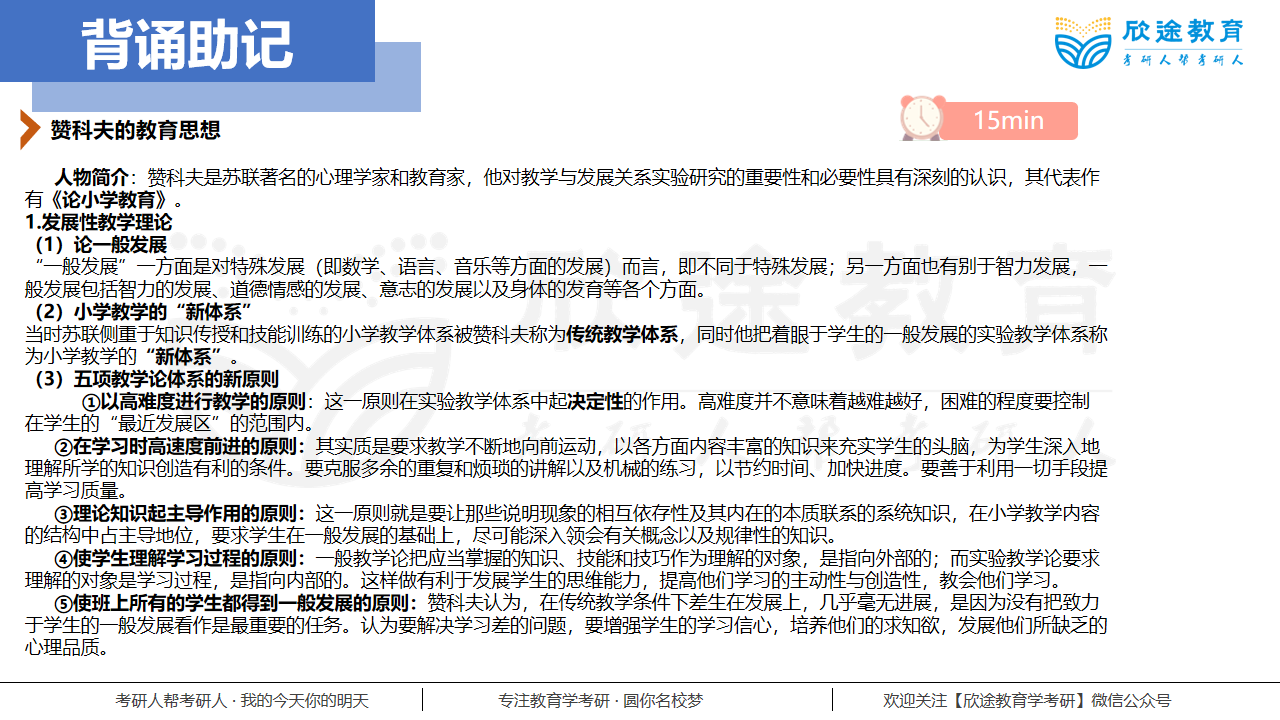 背诵助记
欣途教育
考研人帮考研人
15min
赞科夫的教育思想
人物简介：赞科夫是苏联著名的心理学家和教育家，他对教学与发展关系实验研究的重要性和必要性具有深刻的认识，其代表作
有《论小学教育》。
1.发展性教学理论
（1）论一般发展
“一般发展”一方面是对特殊发展（即数学、语言、音乐等方面的发展）而言，即不同于特殊发展；另一方面也有别于智力发展，一
般发展包括智力的发展、道德情感的发展、意志的发展以及身体的发育等各个方面。
（2）小学教学的“新体系”
当时苏联侧重于知识传授和技能训练的小学教学体系被赞科夫称为传统教学体系，同时他把着眼于学生的一般发展的实验教学体系称
为小学教学的“新体系”。
（3）五项教学论体系的新原则
①以高难度进行教学的原则：这一原则在实验教学体系中起决定性的作用。高难度并不意味着越难越好，困难的程度要控制
在学生的“最近发展区”的范围内。
②在学习时高速度前进的原则：其实质是要求教学不断地向前运动，以各方面内容丰富的知识来充实学生的头脑，为学生深入地
理解所学的知识创造有利的条件。要克服多余的重复和烦琐的讲解以及机械的练习，以节约时间、加快进度。要善于利用一切手段提
高学习质量。
③理论知识起主导作用的原则：这一原则就是要让那些说明现象的相互依存性及其内在的本质联系的系统知识，在小学教学内容
的结构中占主导地位，要求学生在一般发展的基础上，尽可能深入领会有关概念以及规律性的知识。
④使学生理解学习过程的原则：一般教学论把应当掌握的知识、技能和技巧作为理解的对象，是指向外部的；而实验教学论要求
理解的对象是学习过程，是指向内部的。这样做有利于发展学生的思维能力，提高他们学习的主动性与创造性，教会他们学习。
⑤使班上所有的学生都得到一般发展的原则：赞科夫认为，在传统教学条件下差生在发展上，几乎毫无进展，是因为没有把致力
于学生的一般发展看作是最重要的任务。认为要解决学习差的问题，要增强学生的学习信心，培养他们的求知欲，发展他们所缺乏的
心理品质。
欣途教育
考研人帮考研人
考研人帮考研人 · 我的今天你的明天
专注教育学考研 · 圆你名校梦
欢迎关注【欣途教育学考研】微信公众号